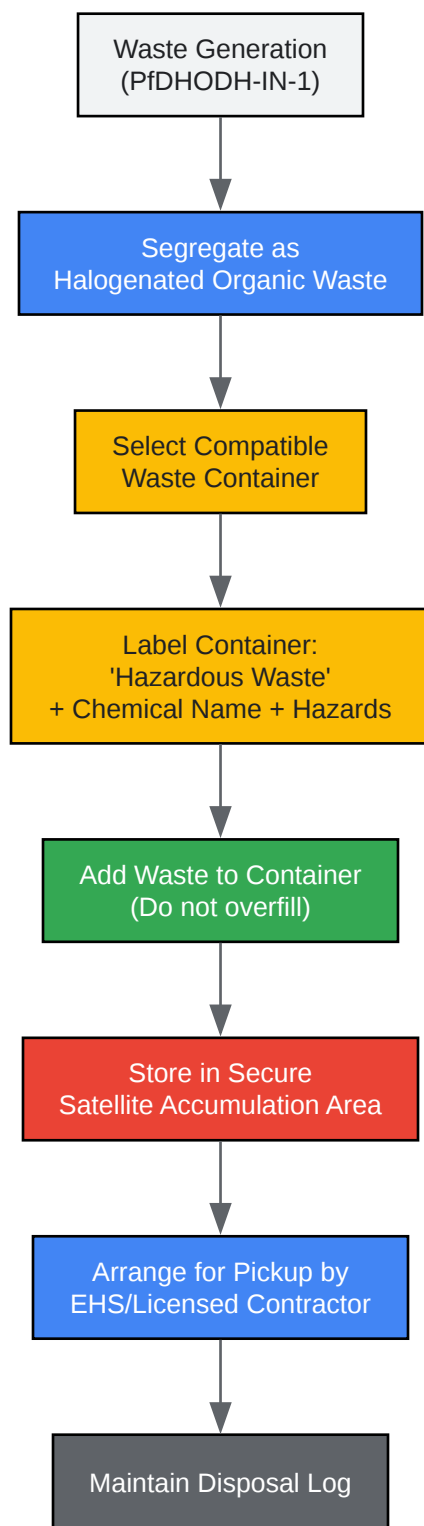 Waste Generation
(PfDHODH-IN-1)
Segregate as
Halogenated Organic Waste
Select Compatible
Waste Container
Label Container:
'Hazardous Waste'
+ Chemical Name + Hazards
Add Waste to Container
(Do not overfill)
Store in Secure
Satellite Accumulation Area
Arrange for Pickup by
EHS/Licensed Contractor
Maintain Disposal Log